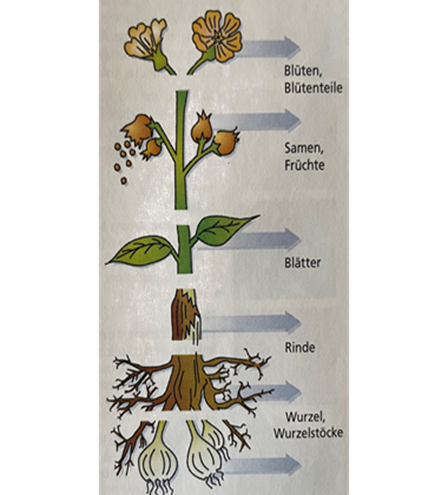 Blüten,
Blütenteile
Samen,
Früchte
Blätter
Rinde
Wurzel,
Wurzelstöcke